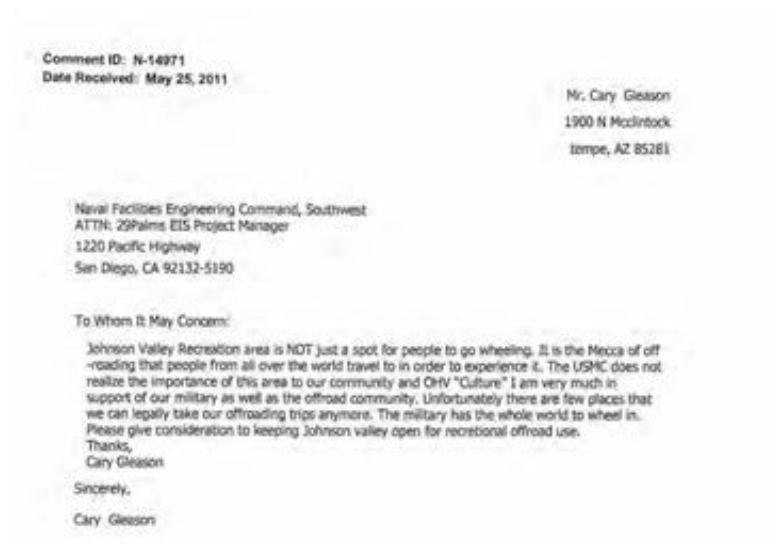 Comment ID: N-14971
Date Received: May 25, 2011
Mr. Cary Gleason
1900 N Mcclintock
tempe, AZ 85281
Naval Facilities Engineering Command, Southwest
ATTN: 29Palms EIS Project Manager
1220 Pacific Highway
San Diego, CA 92132-5190
To Whom It May Concern:
Johnson Valley Recreation area is NOT just a spot for people to go wheeling. It is the Mecca of off
-roading that people from all over the world travel to in order to experience it. The USMC does not
realize the importance of this area to our community and OHV "Culture" I am very much in
support of our military as well as the offroad community. Unfortunately there are few places that
we can legally take our offroading trips anymore. The military has the whole world to wheel in.
Please give consideration to keeping Johnson valley open for recretional offroad use.
Thanks,
Cary Gleason
Sincerely,
Cary Gleason